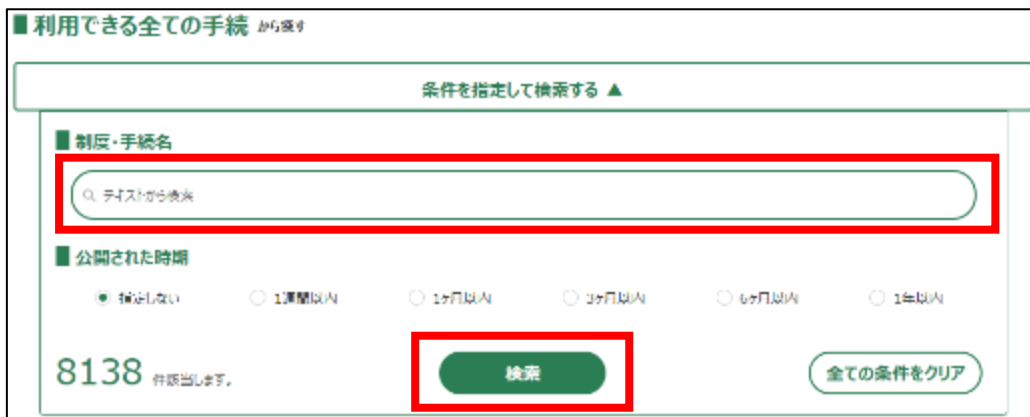 利用できる全ての手続 から探す
条件を指定して検索する ▲
制度・手続名
テキストから検索
公開された時期
指定しない 1週間以内 1ヶ月以内 3ヶ月以内 6ヶ月以内 1年以内
8138 件該当します。 検索 全ての条件をクリア